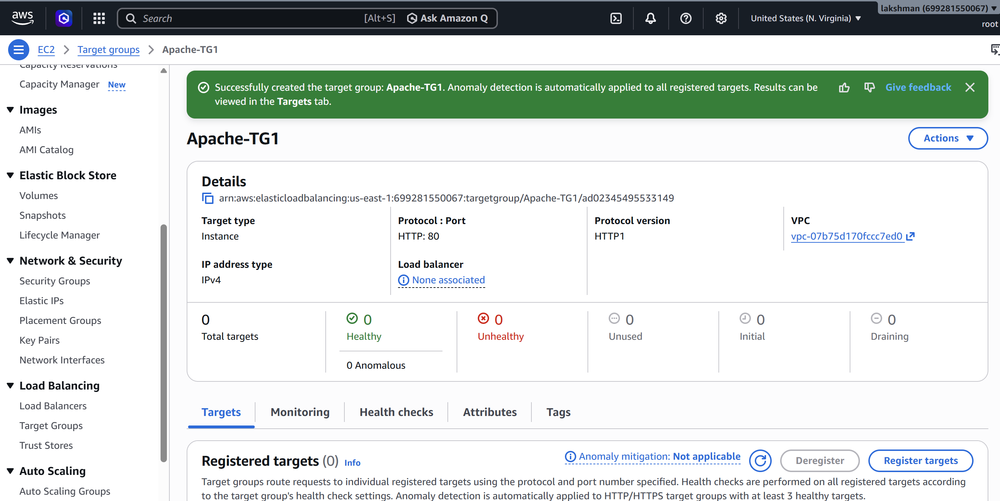 aws
Search [Alt+S] Ask Amazon Q
United States (N. Virginia)
lakshman (699281550067)
root
EC2 Target groups Apache-TG1
Capacity Reservations
Capacity Manager New
Images
AMIs
AMI Catalog
Elastic Block Store
Volumes
Snapshots
Lifecycle Manager
Network & Security
Security Groups
Elastic IPs
Placement Groups
Key Pairs
Network Interfaces
Load Balancing
Load Balancers
Target Groups
Trust Stores
Auto Scaling
Auto Scaling Groups
Successfully created the target group: Apache-TG1. Anomaly detection is automatically applied to all registered targets. Results can be
viewed in the Targets tab.
Give feedback
Apache-TG1
Actions
Details
arn:aws:elasticloadbalancing:us-east-1:699281550067:targetgroup/Apache-TG1/ad02345495533149
Target type
Instance
Protocol : Port
HTTP: 80
Protocol version
HTTP1
VPC
vpc-07b75d170fccc7ed0
IP address type
IPv4
Load balancer
None associated
0
Total targets
0
Healthy
0 Anomalous
0
Unhealthy
0
Unused
0
Initial
0
Draining
Targets Monitoring Health checks Attributes Tags
Registered targets (0) Info
Anomaly mitigation: Not applicable
Deregister
Register targets
Target groups route requests to individual registered targets using the protocol and port number specified. Health checks are performed on all registered targets according
to the target group's health check settings. Anomaly detection is automatically applied to HTTP/HTTPS target groups with at least 3 healthy targets.